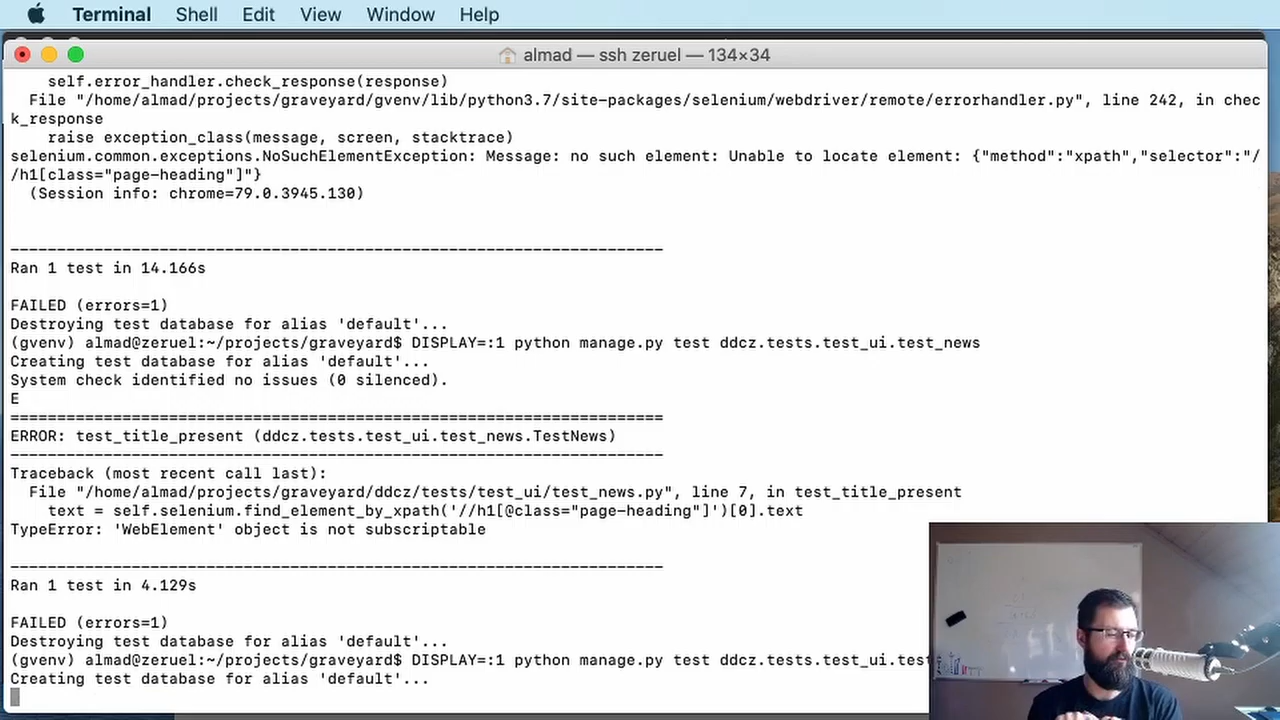 Terminal Shell Edit View Window Help
almad — ssh zeruel — 134×34
self.error_handler.check_response(response)
File "/home/almad/projects/graveyard/gvenv/lib/python3.7/site-packages/selenium/webdriver/remote/errorhandler.py", line 242, in chec
k_response
raise exception_class(message, screen, stacktrace)
selenium.common.exceptions.NoSuchElementException: Message: no such element: Unable to locate element: {"method":"xpath","selector":"/
/h1[class="page-heading"]"}
(Session info: chrome=79.0.3945.130)
----------------------------------------------------------------------
Ran 1 test in 14.166s
FAILED (errors=1)
Destroying test database for alias 'default'...
(gvenv) almad@zeruel:~/projects/graveyard$ DISPLAY=:1 python manage.py test ddcz.tests.test_ui.test_news
Creating test database for alias 'default'...
System check identified no issues (0 silenced).
E
======================================================================
ERROR: test_title_present (ddcz.tests.test_ui.test_news.TestNews)
----------------------------------------------------------------------
Traceback (most recent call last):
File "/home/almad/projects/graveyard/ddcz/tests/test_ui/test_news.py", line 7, in test_title_present
text = self.selenium.find_element_by_xpath('//h1[@class="page-heading"]')[0].text
TypeError: 'WebElement' object is not subscriptable
----------------------------------------------------------------------
Ran 1 test in 4.129s
FAILED (errors=1)
Destroying test database for alias 'default'...
(gvenv) almad@zeruel:~/projects/graveyard$ DISPLAY=:1 python manage.py test ddcz.tests.test_ui.test
Creating test database for alias 'default'...